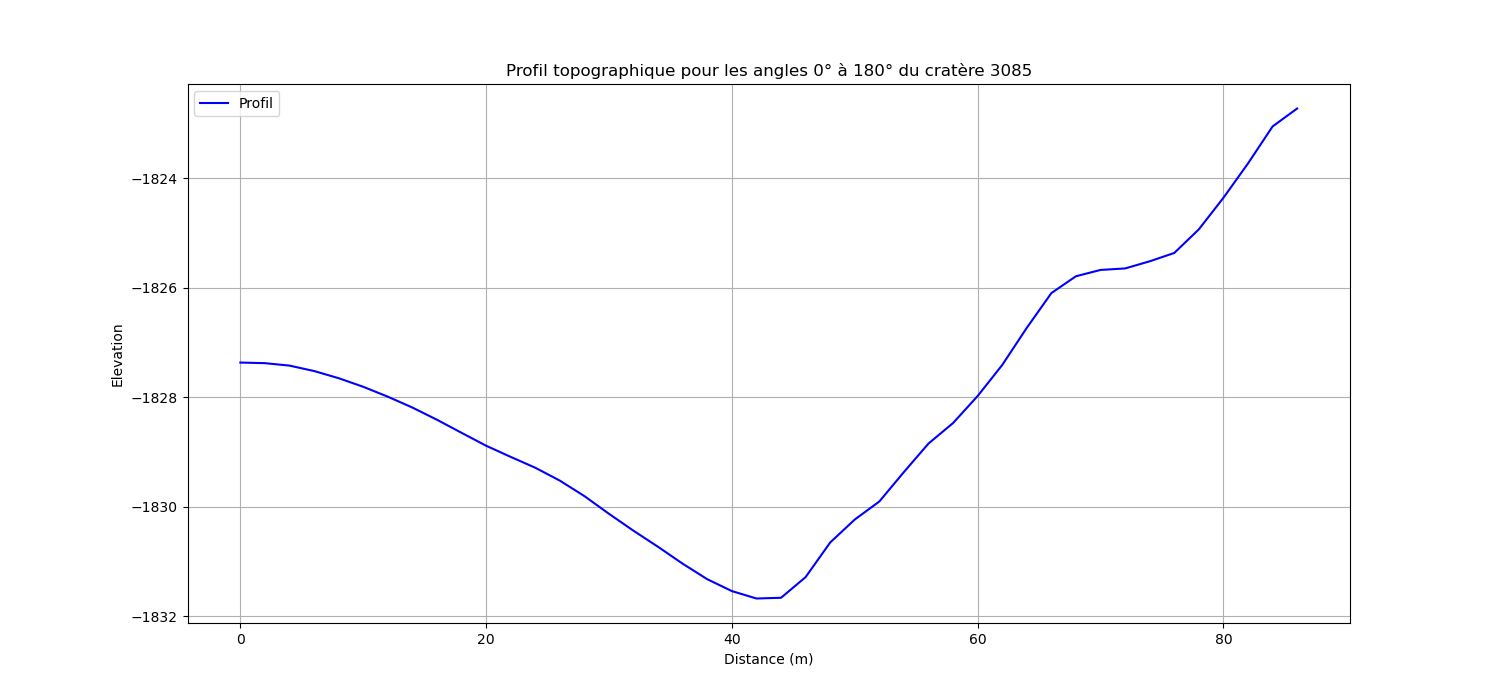 Profil topographique pour les angles 0° à 180° du cratère 3085
Profil
Elevation
−1824
−1826
−1828
−1830
−1832
0 20 40 60 80
Distance (m)